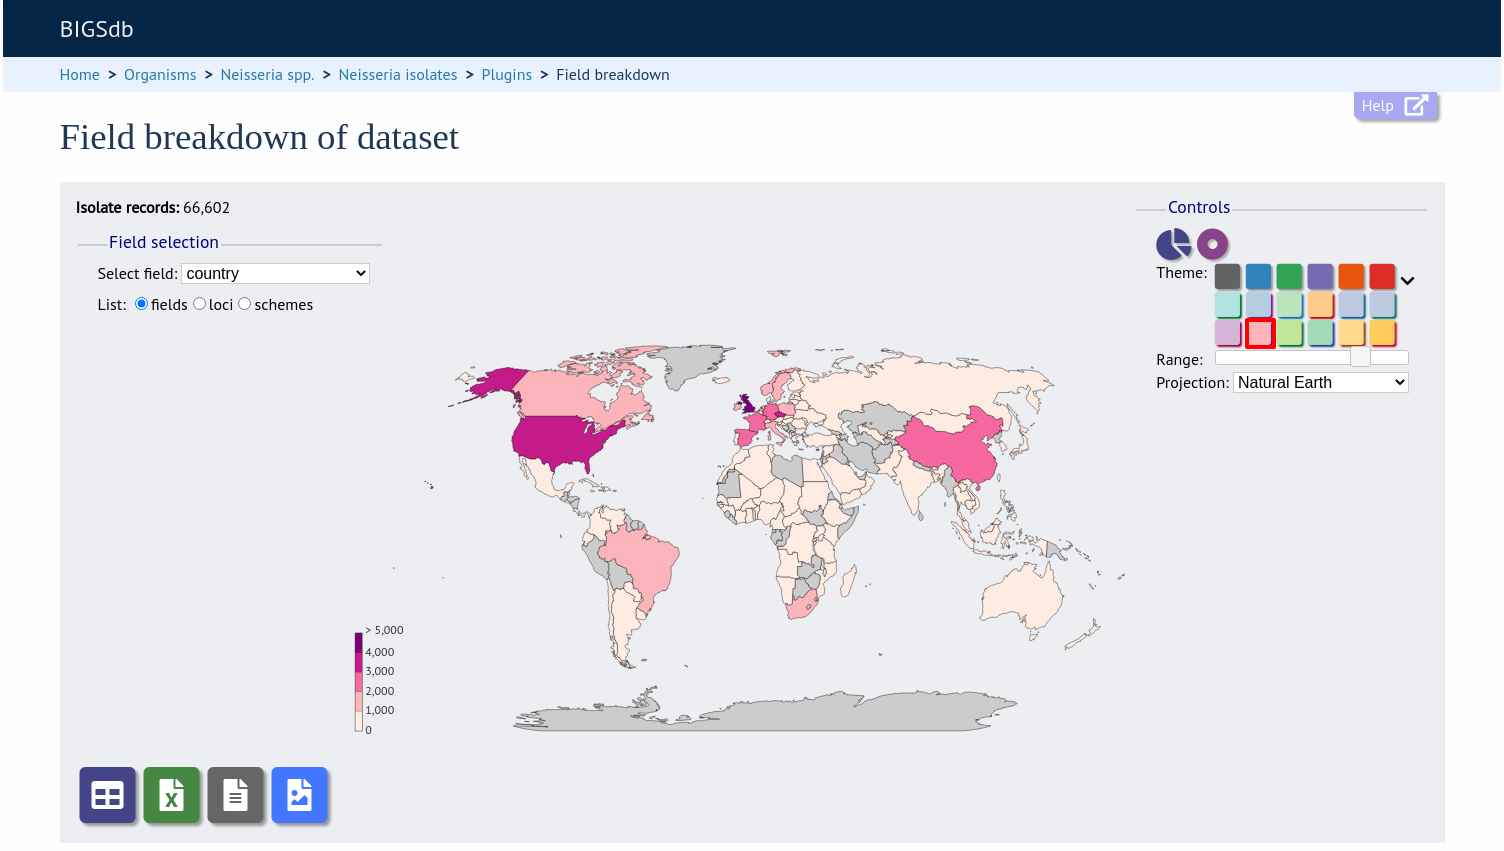 BIGSdb
Home > Organisms > Neisseria spp. > Neisseria isolates > Plugins > Field breakdown
Help
Field breakdown of dataset
Isolate records: 66,602
Field selection
Select field: country
List: fields loci schemes
Controls
Theme:
Range:
Projection: Natural Earth
> 5,000
4,000
3,000
2,000
1,000
0
X